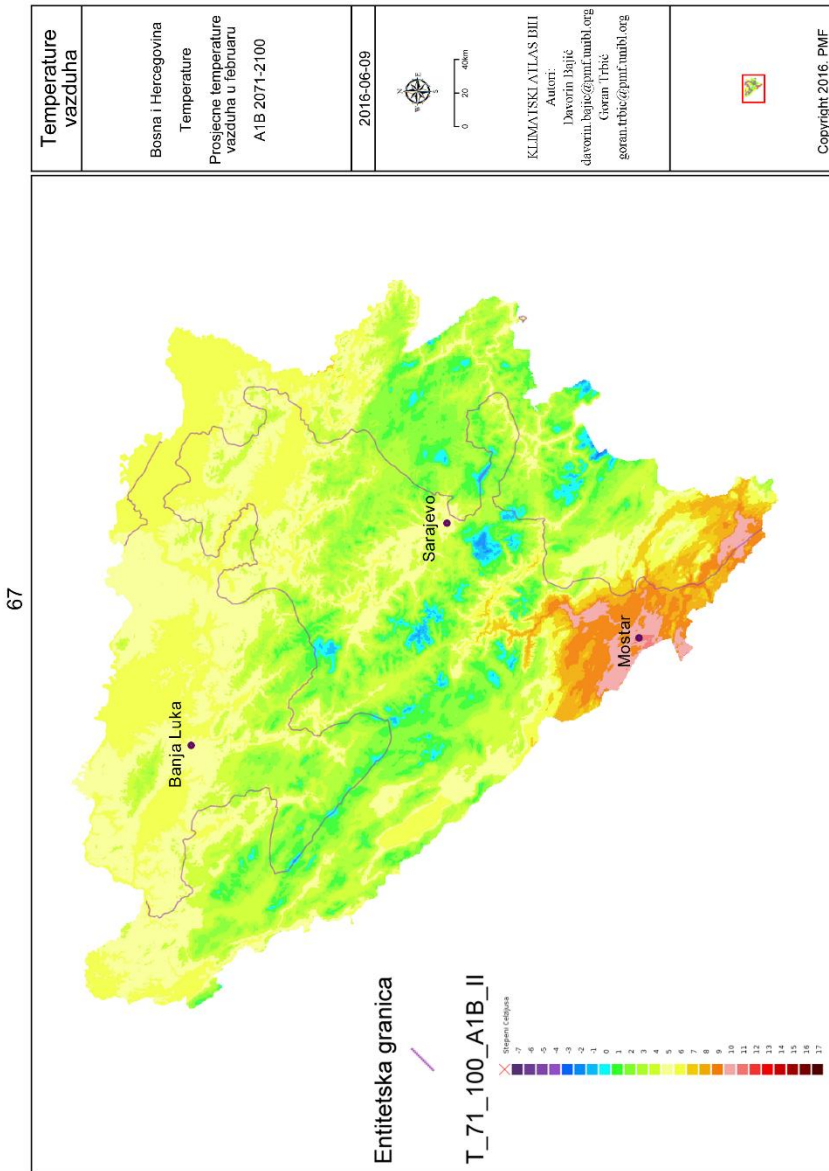 67
Temperature
vazduha
Bosna i Hercegovina
Temperature
Prosjecne temperature
vazduha u februaru
A1B 2071-2100
2016-06-09
N
W
E
S
0 20 40km
KLIMATSKI ATLAS BIH
Autori:
Davorin Bajić
davorin.bajic@pmf.unibl.org
Goran Trbić
goran.trbic@pmf.unibl.org
Copyright 2016. PMF
Banja Luka
Sarajevo
Mostar
Entitetska granica
T_71_100_A1B_II
Stepeni Celzijusa
-7
-6
-5
-4
-3
-2
-1
0
1
2
3
4
5
6
7
8
9
10
11
12
13
14
15
16
17